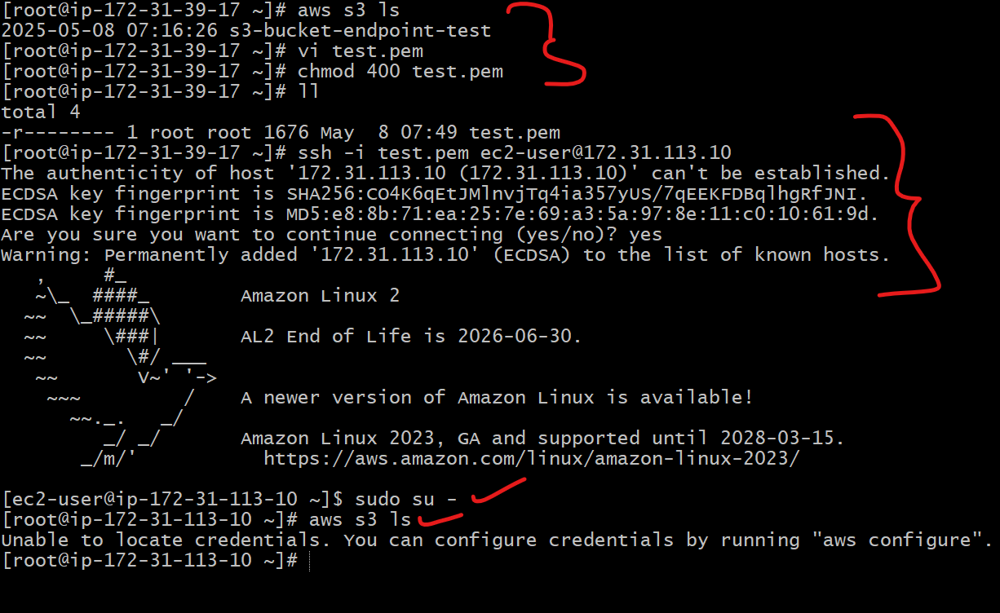 [root@ip-172-31-39-17 ~]# aws s3 ls
2025-05-08 07:16:26 s3-bucket-endpoint-test
[root@ip-172-31-39-17 ~]# vi test.pem
[root@ip-172-31-39-17 ~]# chmod 400 test.pem
[root@ip-172-31-39-17 ~]# ll
total 4
-r-------- 1 root root 1676 May  8 07:49 test.pem
[root@ip-172-31-39-17 ~]# ssh -i test.pem ec2-user@172.31.113.10
The authenticity of host '172.31.113.10 (172.31.113.10)' can't be established.
ECDSA key fingerprint is SHA256:CO4K6qEtJMlnvjTq4ia357yUS/7qEEKFDBqlhgRfJNI.
ECDSA key fingerprint is MD5:e8:8b:71:ea:25:7e:69:a3:5a:97:8e:11:c0:10:61:9d.
Are you sure you want to continue connecting (yes/no)? yes
Warning: Permanently added '172.31.113.10' (ECDSA) to the list of known hosts.
   ,     #_
   ~\_  ####_        Amazon Linux 2
  ~~  \_#####\
  ~~     \###|       AL2 End of Life is 2026-06-30.
  ~~       \#/ ___
   ~~       V~' '->
    ~~~         /    A newer version of Amazon Linux is available!
      ~~._.   _/
         _/ _/       Amazon Linux 2023, GA and supported until 2028-03-15.
       _/m/'           https://aws.amazon.com/linux/amazon-linux-2023/
[ec2-user@ip-172-31-113-10 ~]$ sudo su -
[root@ip-172-31-113-10 ~]# aws s3 ls
Unable to locate credentials. You can configure credentials by running "aws configure".
[root@ip-172-31-113-10 ~]#